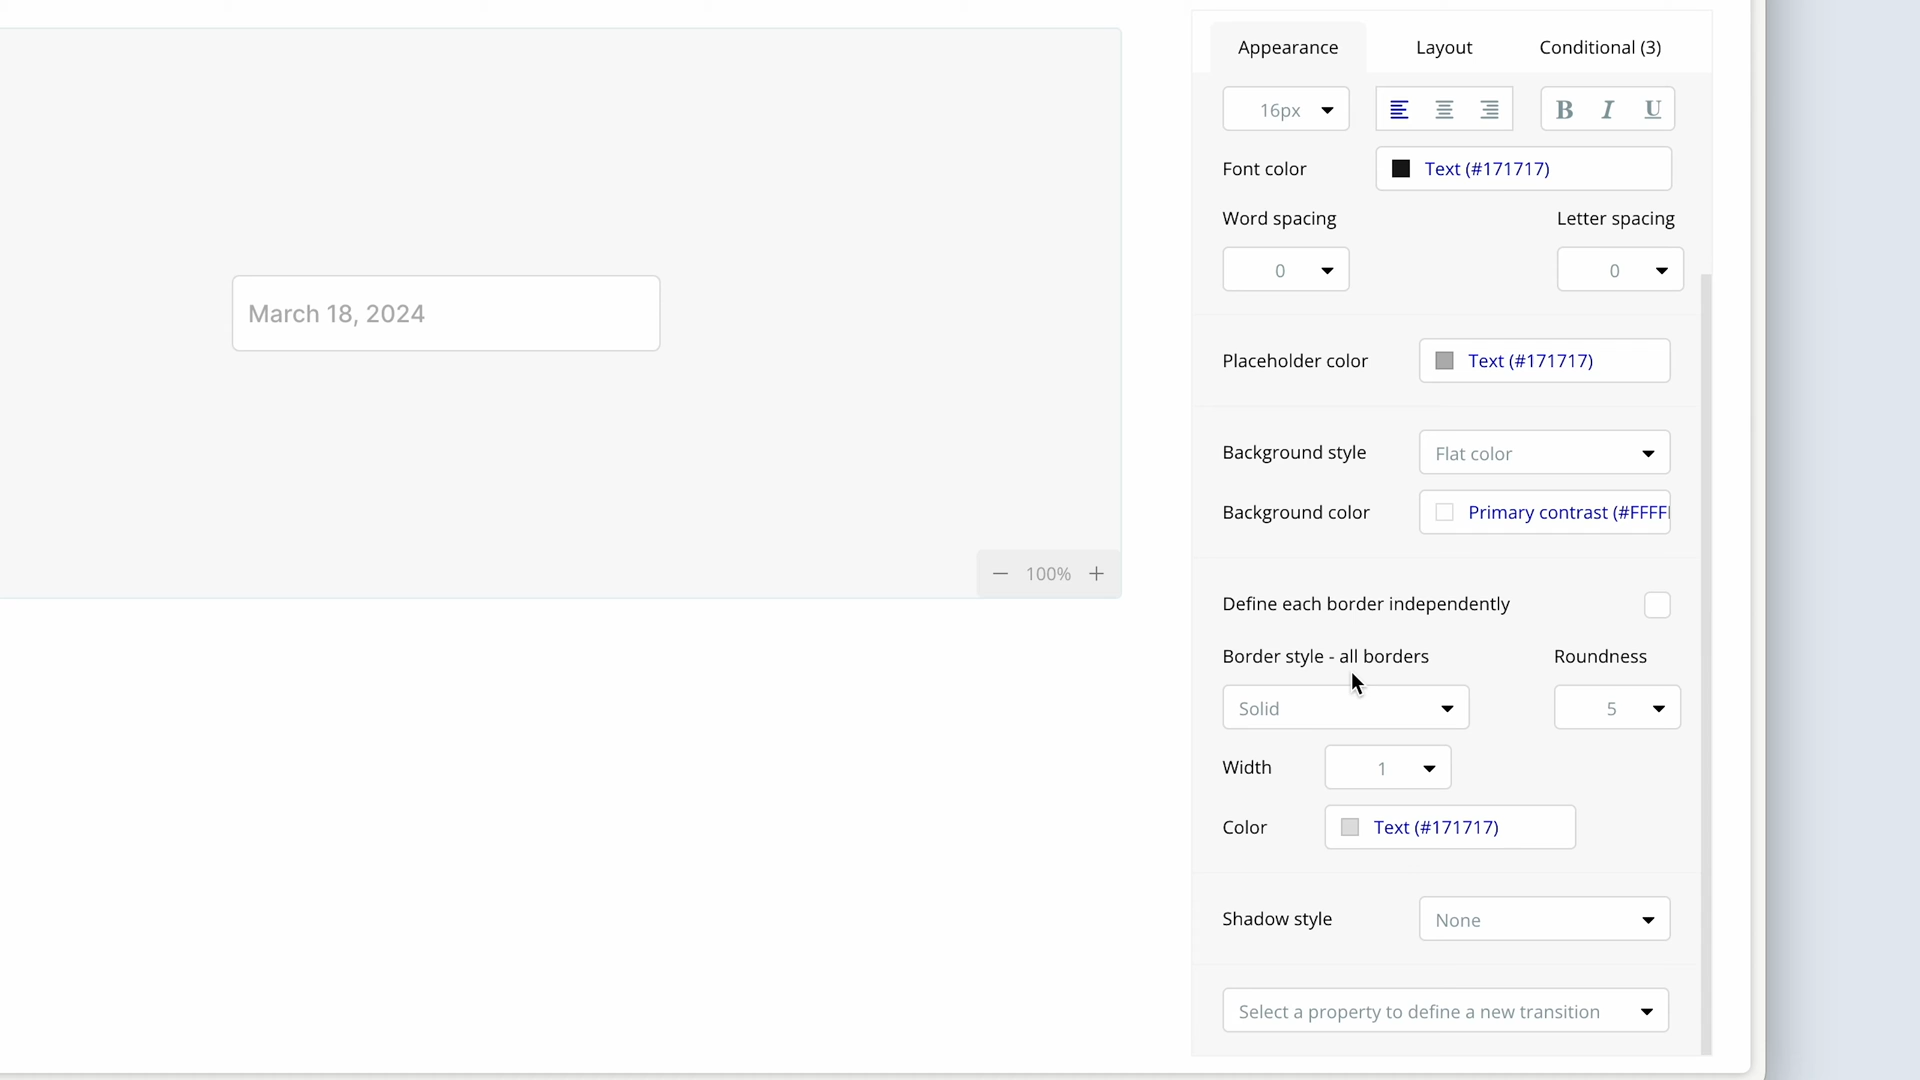 Appearance Layout Conditional (3)
16px B I U
Font color Text (#171717)
Word spacing Letter spacing
0 0
March 18, 2024
Placeholder color Text (#171717)
Background style Flat color
Background color Primary contrast (#FFFF
100%
Define each border independently
Border style - all borders Roundness
Solid 5
Width 1
Color Text (#171717)
Shadow style None
Select a property to define a new transition